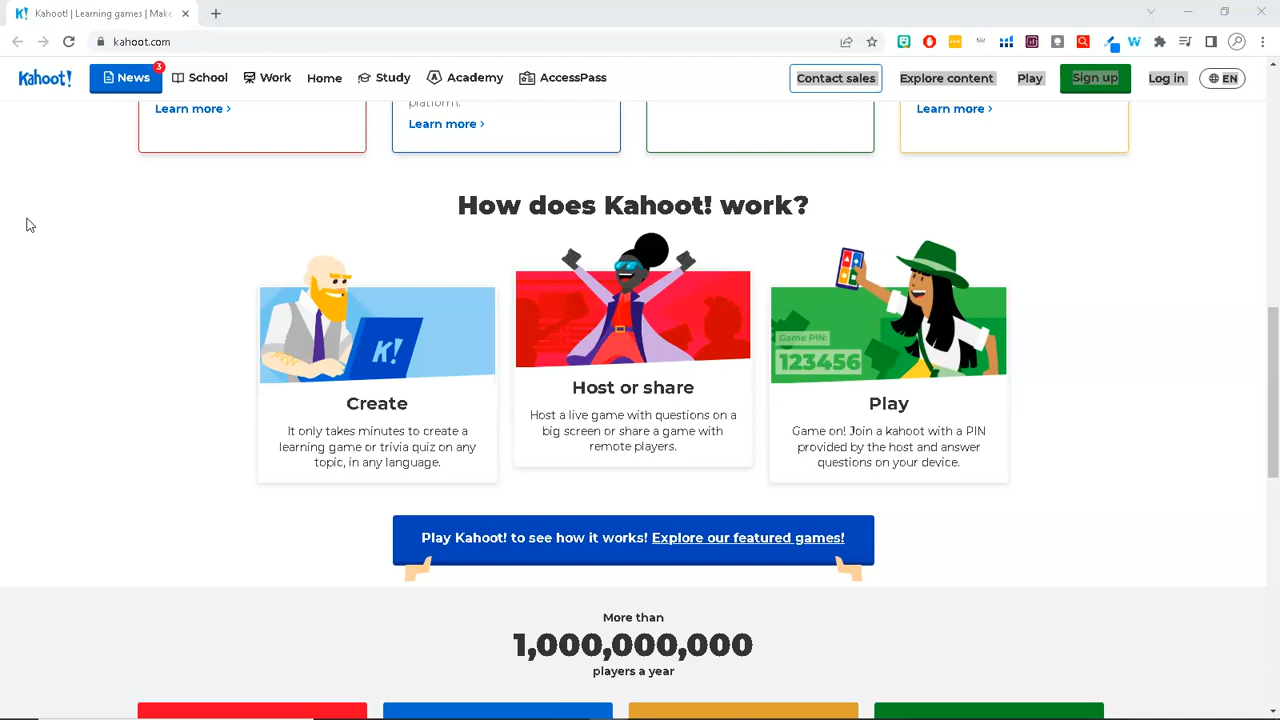 Kahoot! | Learning games | Make
kahoot.com
Kahoot!
News
3
School
Work
Home
Study
Academy
AccessPass
Contact sales
Explore content
Play
Sign up
Log in
EN
platform.
Learn more >
Learn more >
Learn more >
How does Kahoot! work?
K!
Game PIN:
123456
Create
It only takes minutes to create a
learning game or trivia quiz on any
topic, in any language.
Host or share
Host a live game with questions on a
big screen or share a game with
remote players.
Play
Game on! Join a kahoot with a PIN
provided by the host and answer
questions on your device.
Play Kahoot! to see how it works! Explore our featured games!
More than
1,000,000,000
players a year